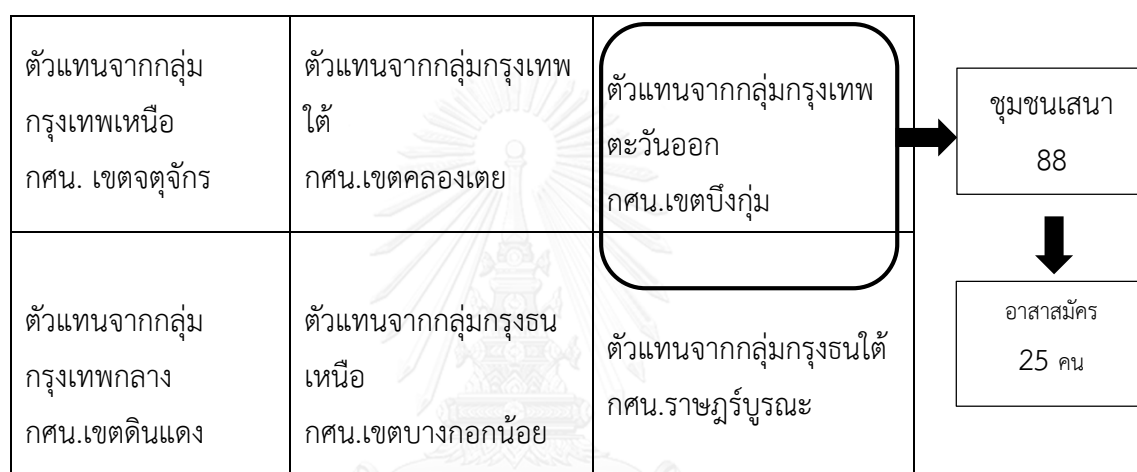 ตัวแทนจากกลุ่ม
กรุงเทพเหนือ
กศน. เขตจตุจักร
ตัวแทนจากกลุ่มกรุงเทพ
ใต้
กศน.เขตคลองเตย
ตัวแทนจากกลุ่มกรุงเทพ
ตะวันออก
กศน.เขตบึงกุ่ม
ชุมชนเสนา
88
ตัวแทนจากกลุ่ม
กรุงเทพกลาง
กศน.เขตดินแดง
ตัวแทนจากกลุ่มกรุงธน
เหนือ
กศน.เขตบางกอกน้อย
ตัวแทนจากกลุ่มกรุงธนใต้
กศน.ราษฎร์บูรณะ
อาสาสมัคร
25 คน